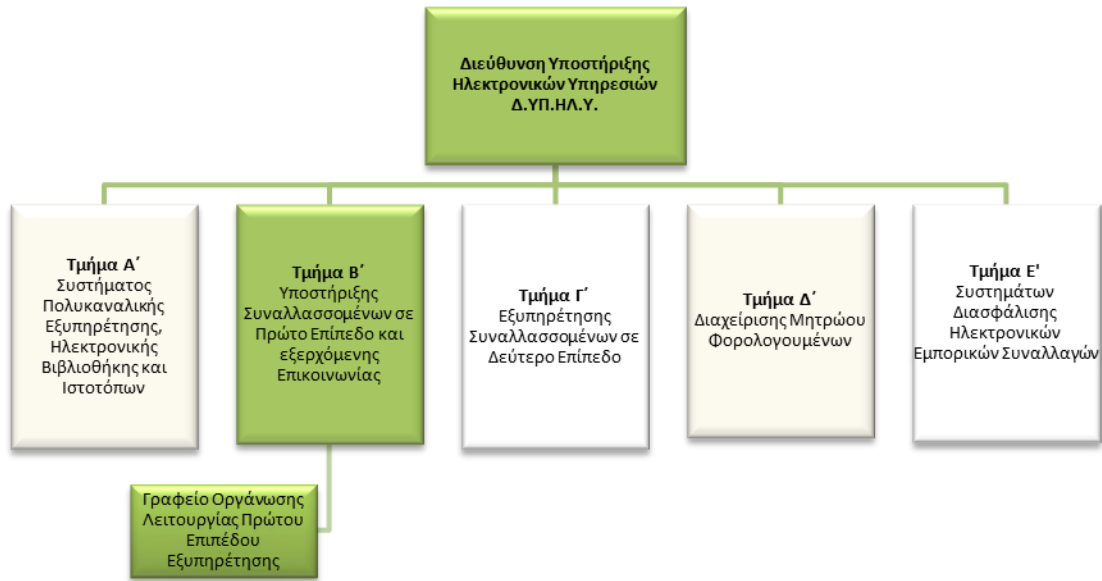 Διεύθυνση Υποστήριξης
Ηλεκτρονικών Υπηρεσιών
Δ.ΥΠ.ΗΛ.Υ.
Τμήμα Α΄
Συστήματος
Πολυκαναλικής
Εξυπηρέτησης,
Ηλεκτρονικής
Βιβλιοθήκης και
Ιστοτόπων
Τμήμα Β΄
Υποστήριξης
Συναλλασσομένων σε
Πρώτο Επίπεδο και
εξερχόμενης
Επικοινωνίας
Τμήμα Γ΄
Εξυπηρέτησης
Συναλλασσομένων σε
Δεύτερο Επίπεδο
Τμήμα Δ΄
Διαχείρισης Μητρώου
Φορολογουμένων
Τμήμα Ε'
Συστημάτων
Διασφάλισης
Ηλεκτρονικών
Εμπορικών Συναλλαγών
Γραφείο Οργάνωσης
Λειτουργίας Πρώτου
Επιπέδου
Εξυπηρέτησης